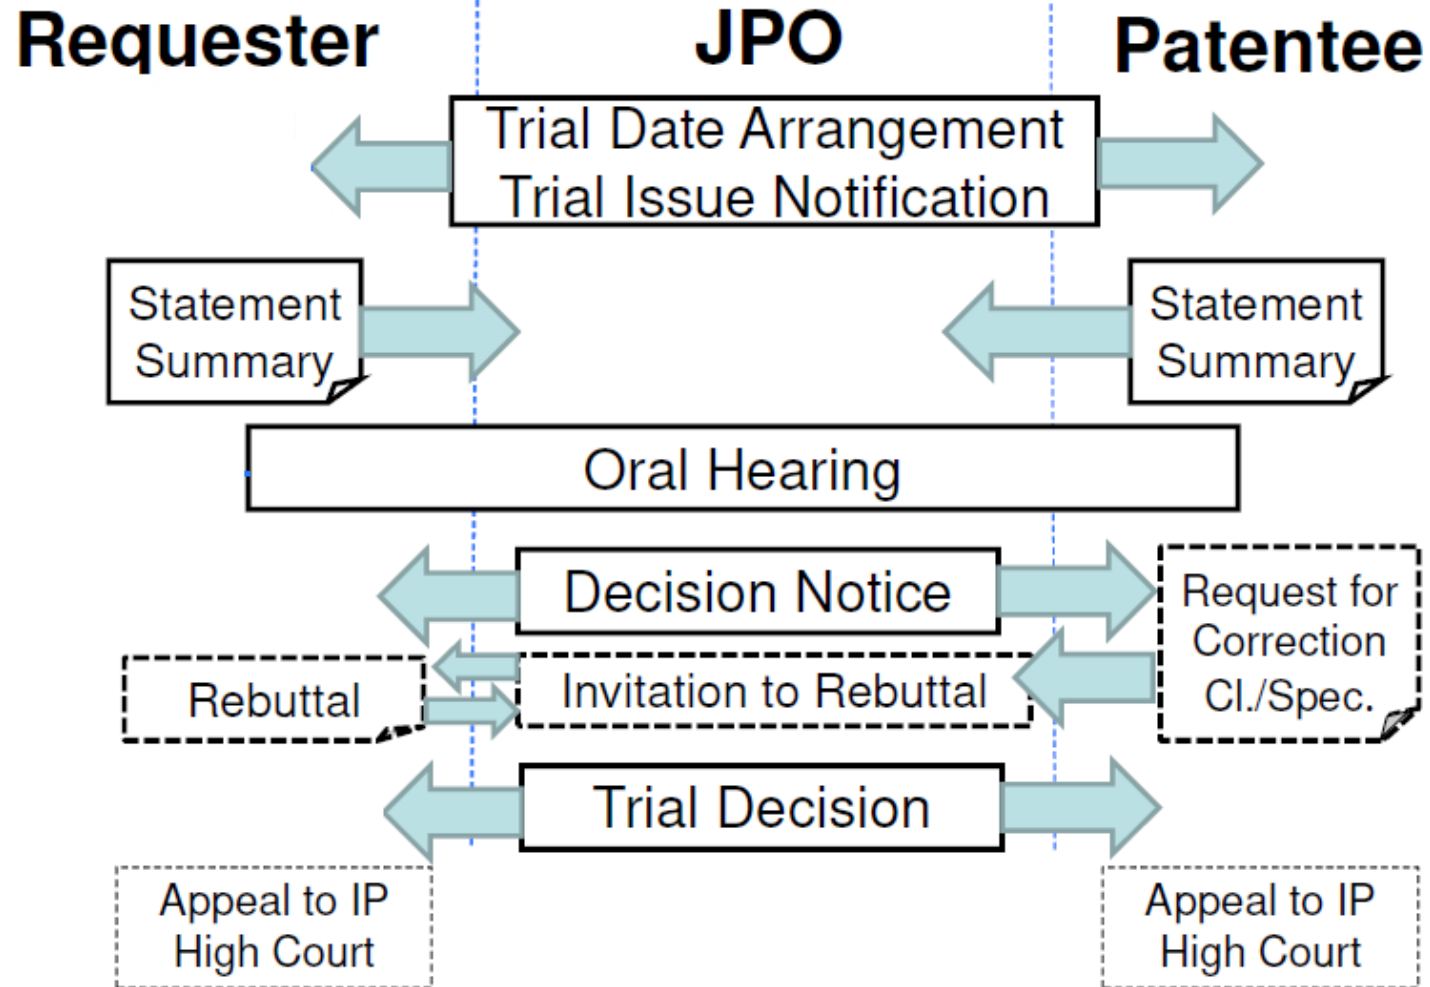 Requester
JPO
Patentee
Trial Date Arrangement
Trial Issue Notification
Statement
Summary
Statement
Summary
Oral Hearing
Decision Notice
Request for
Correction
Cl./Spec.
Rebuttal
Invitation to Rebuttal
Trial Decision
Appeal to IP
High Court
Appeal to IP
High Court